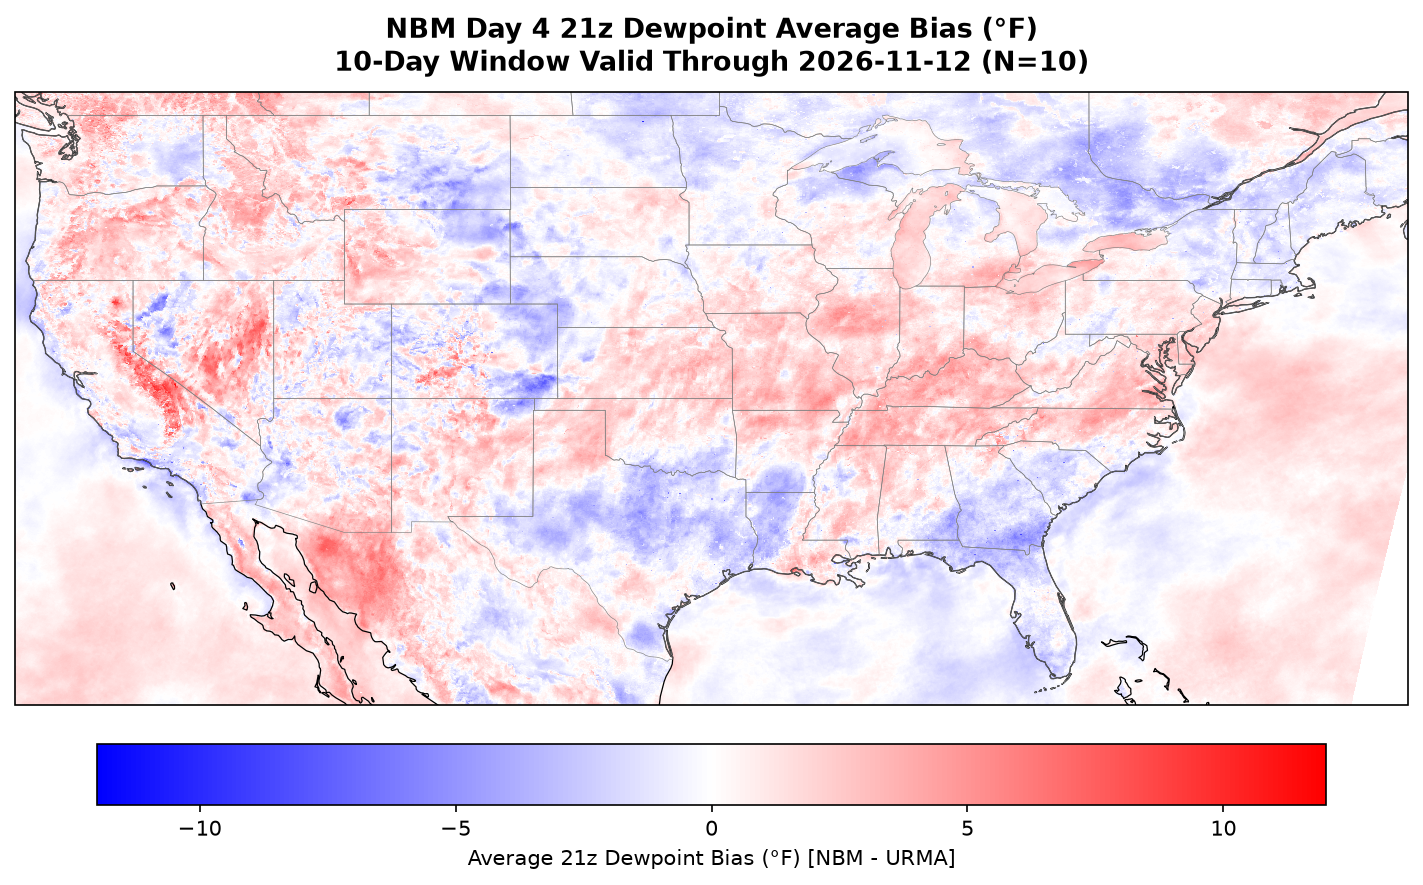 NBM Day 4 21z Dewpoint Average Bias (°F)
10-Day Window Valid Through 2026-11-12 (N=10)
−10
−5
0
5
10
Average 21z Dewpoint Bias (°F) [NBM - URMA]